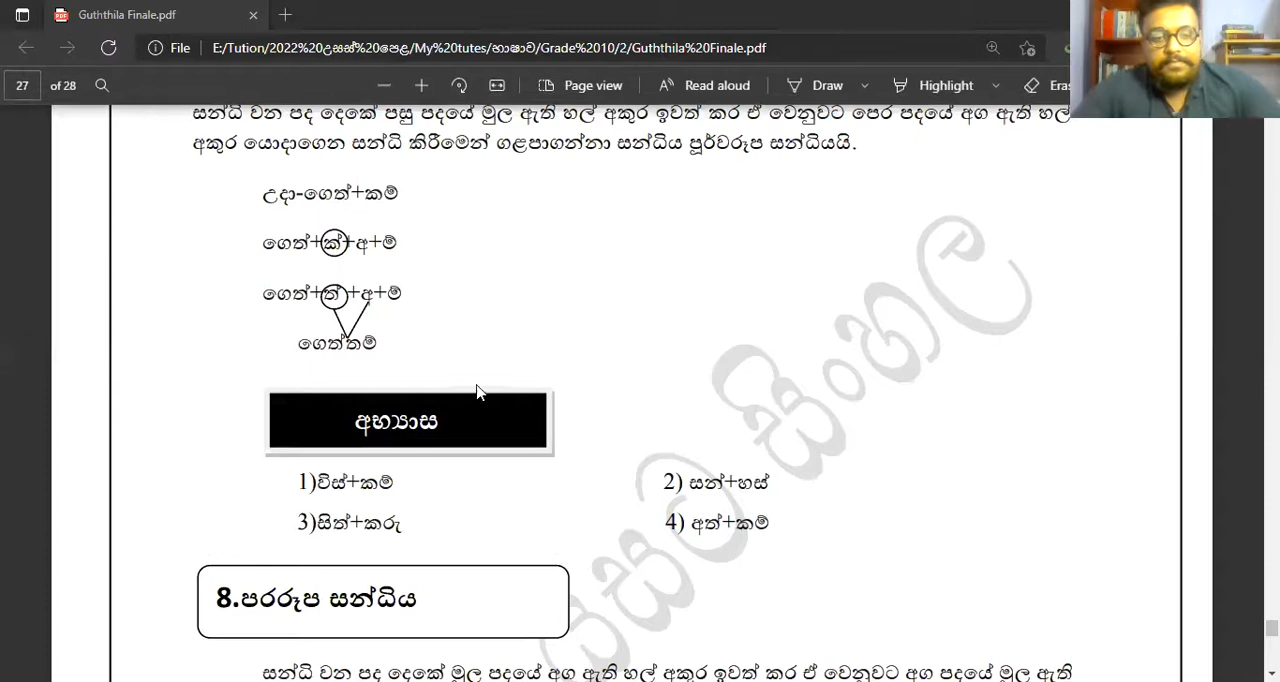 Guththila Finale.pdf
File E:/Tution/2022%20උසස්%20පෙළ/My%20tutes/භාෂාව/Grade%2010/2/Guththila%20Finale.pdf
27 of 28 Page view Read aloud Draw Highlight Eras
සන්ධි වන පද දෙකේ පසු පදයේ මුල ඇති හල් අකුර ඉවත් කර ඒ වෙනුවට පෙර පදයේ අග ඇති හල්
අකුර යොදාගෙන සන්ධි කිරීමෙන් ගළපාගන්නා සන්ධිය පූර්වරූප සන්ධියයි.
උදා-ගෙත්+කම්
ගෙත්+ක්+අ+ම්
ගෙත්+ත්+අ+ම්
ගෙත්තම්
අභ්‍යාස
1)විස්+කම් 2) සන්+හස්
3)සිත්+කරු 4) අත්+කම්
8.පරරූප සන්ධිය
සන්ධි වන පද දෙකේ මුල පදයේ අග ඇති හල් අකුර ඉවත් කර ඒ වෙනුවට අග පදයේ මුල ඇති
සිංහල